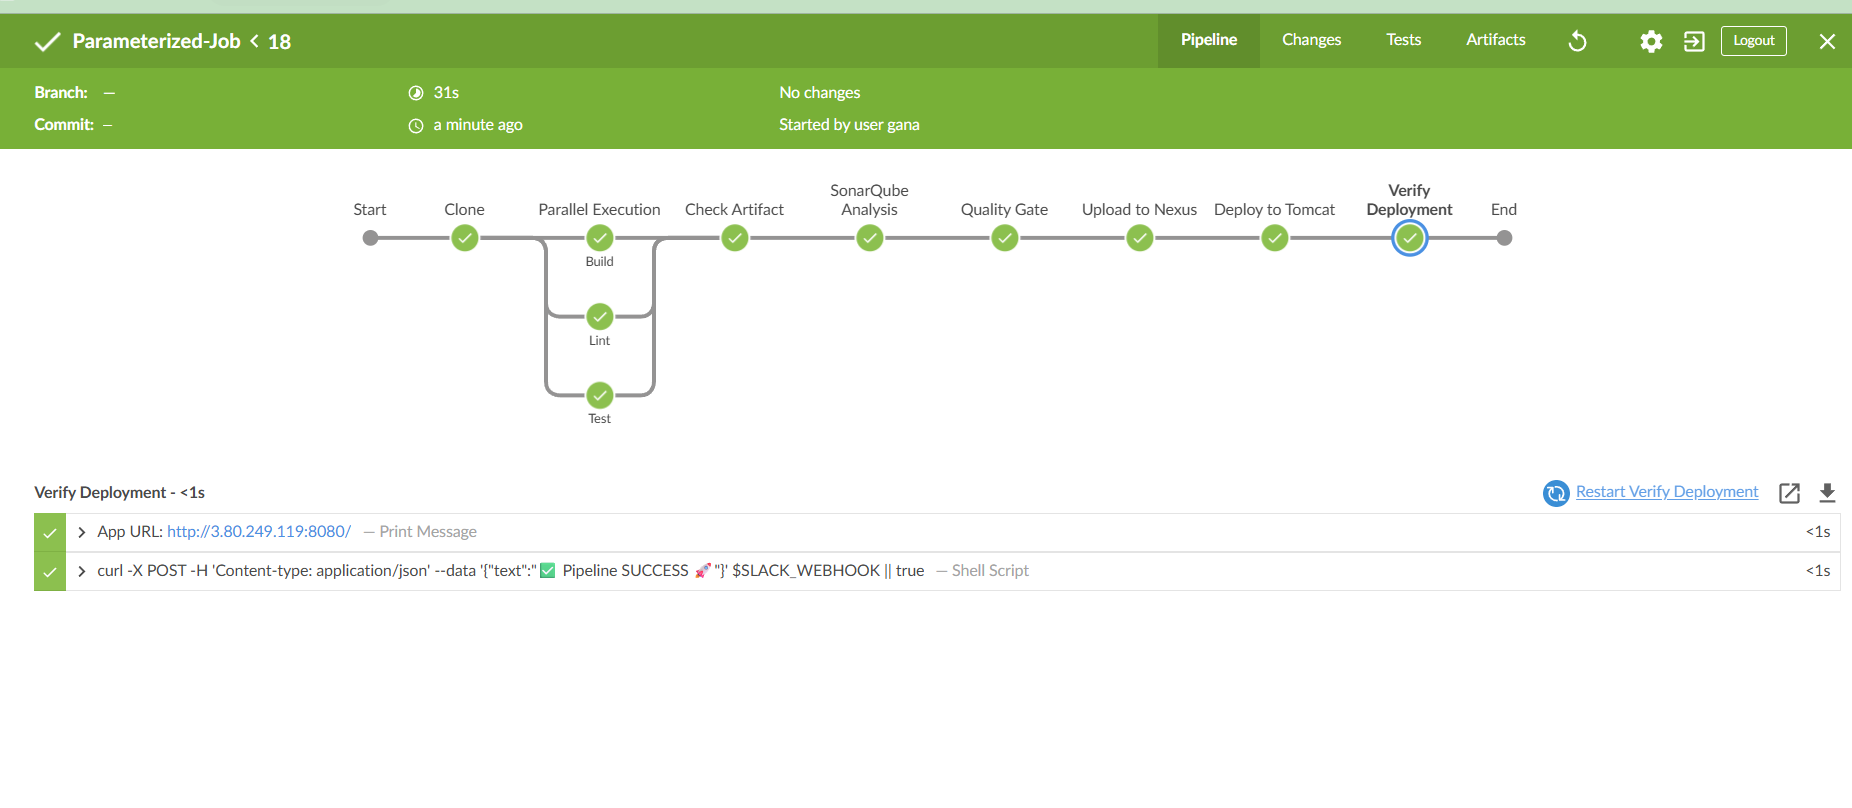 Parameterized-Job < 18
Pipeline
Changes
Tests
Artifacts
Logout
Branch: —
31s
No changes
Commit: —
a minute ago
Started by user gana
Start
Clone
Parallel Execution
Check Artifact
SonarQube
Analysis
Quality Gate
Upload to Nexus
Deploy to Tomcat
Verify
Deployment
End
Build
Lint
Test
Verify Deployment - <1s
Restart Verify Deployment
App URL: http://3.80.249.119:8080/ — Print Message
<1s
curl -X POST -H 'Content-type: application/json' --data '{"text":"✅ Pipeline SUCCESS 🚀"}' $SLACK_WEBHOOK || true — Shell Script
<1s